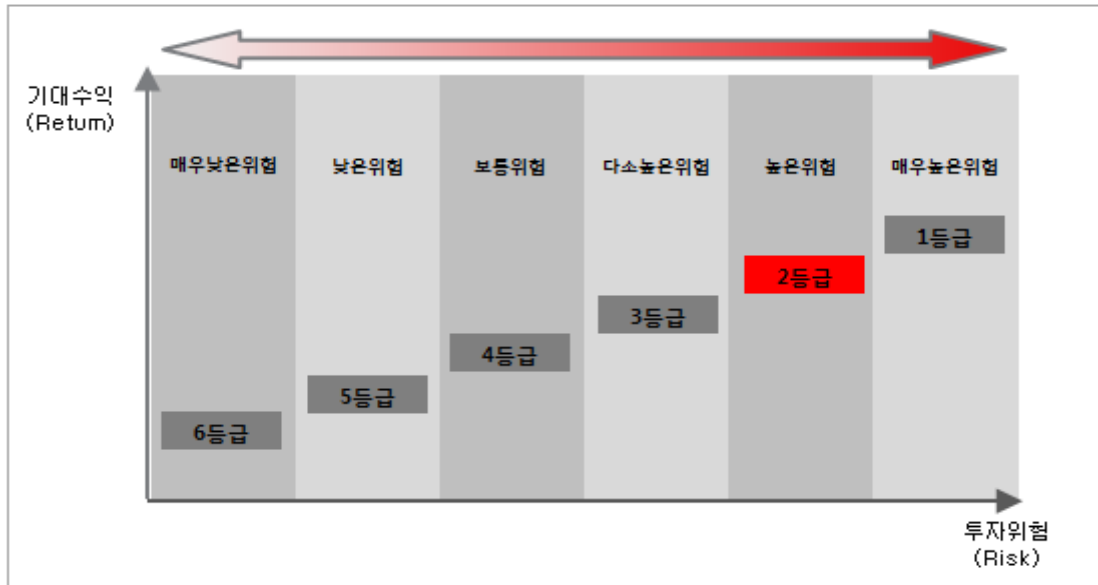 기대수익
(Return)
매우낮은위험
낮은위험
보통위험
다소높은위험
높은위험
매우높은위험
1등급
2등급
3등급
4등급
5등급
6등급
투자위험
(Risk)